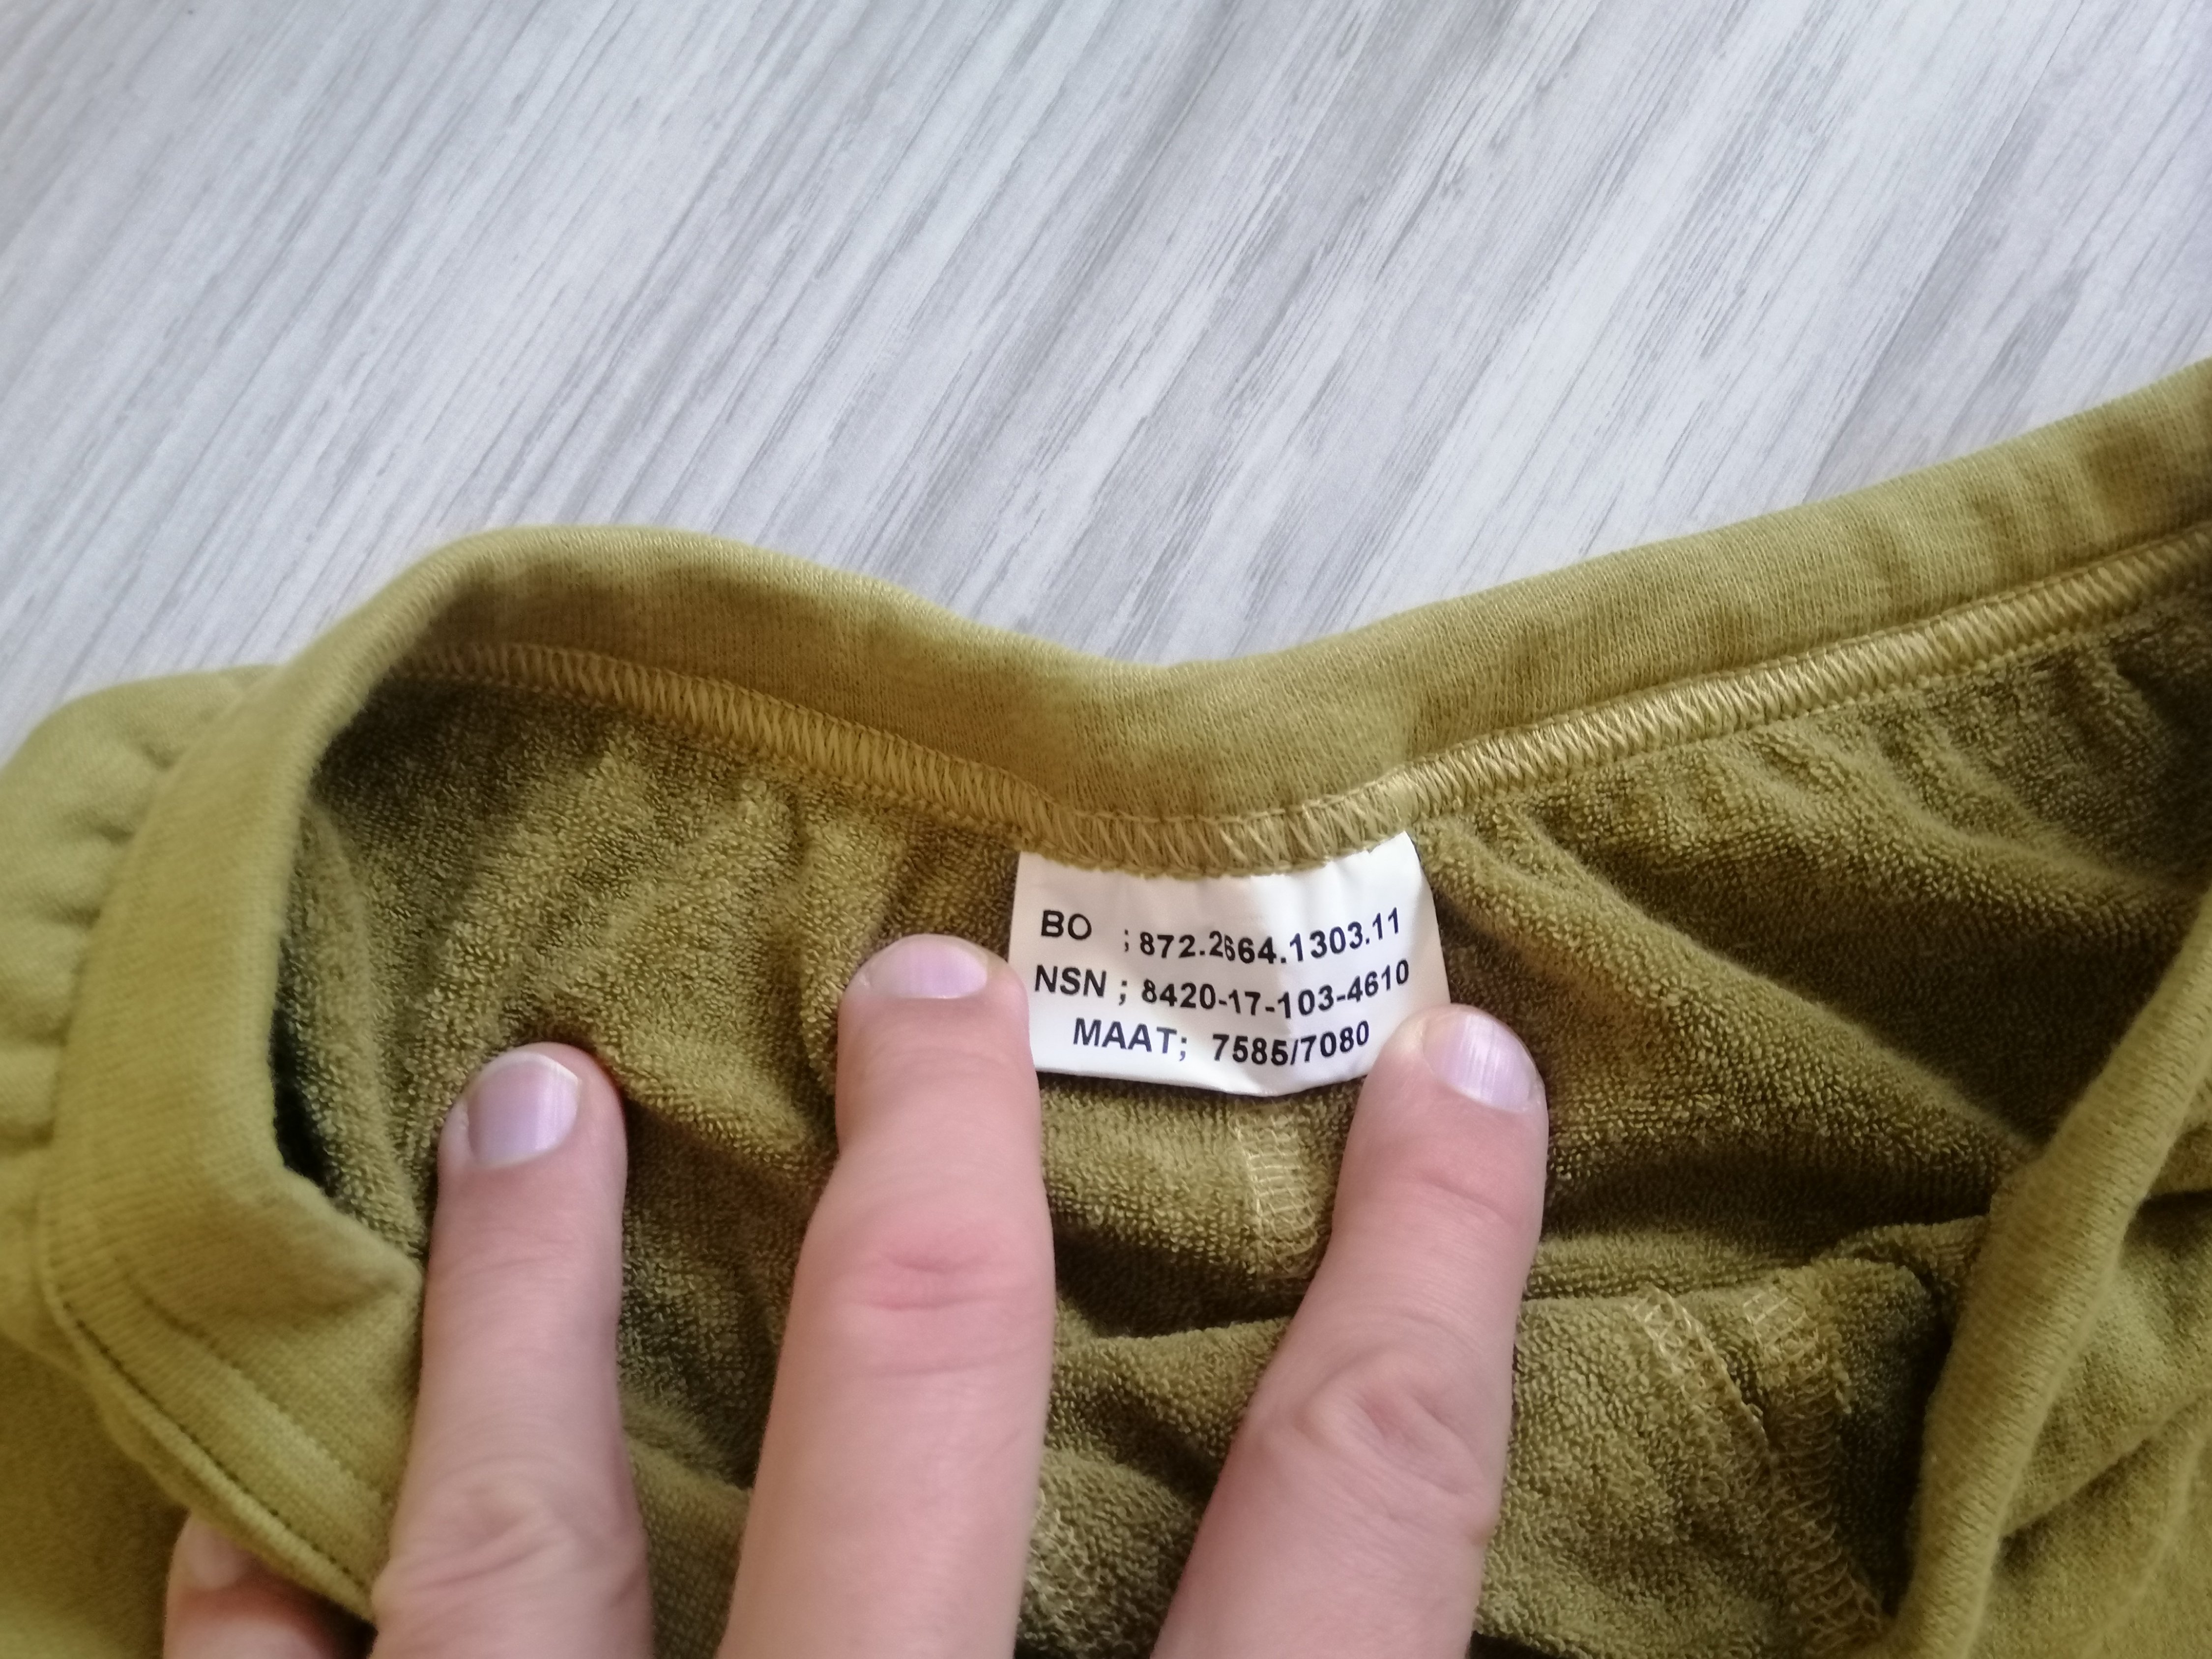 BO ; 872.2664.1303.11
NSN ; 8420-17-103-4610
MAAT; 7585/7080